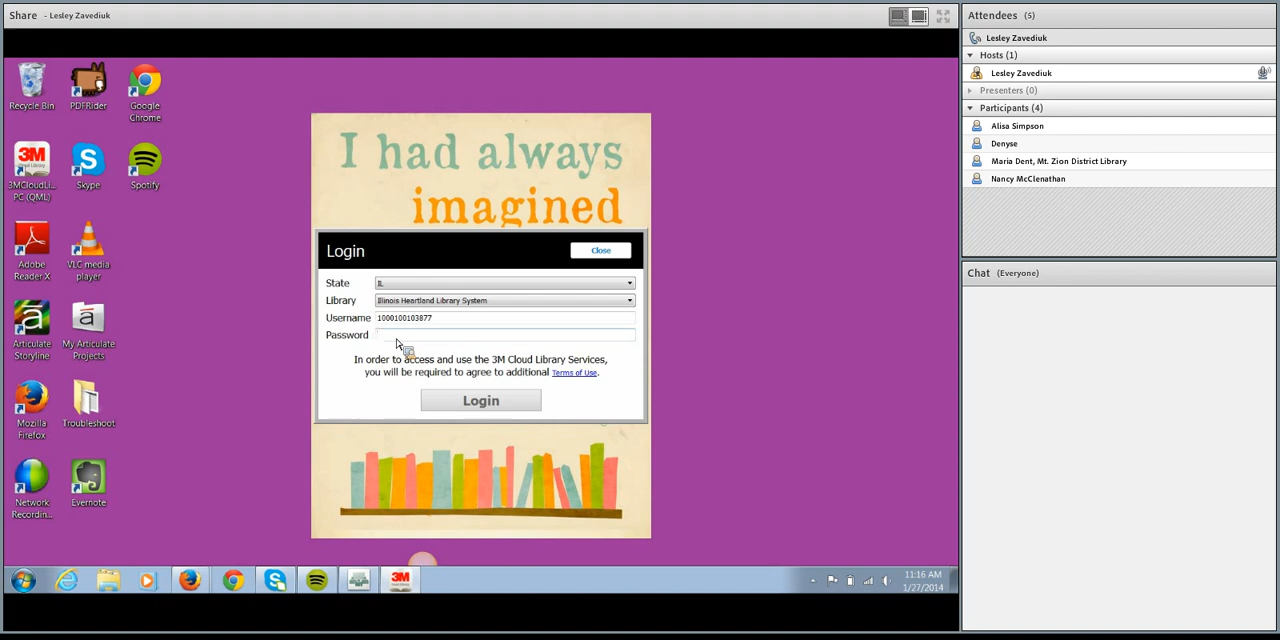 Share - Lesley Zavediuk
Recycle Bin
PDFRider
Google Chrome
3MCloudLi... PC (QML)
Skype
Spotify
Adobe Reader X
VLC media player
Articulate Storyline
My Articulate Projects
Mozilla Firefox
Troubleshoot
Network Recordin...
Evernote
I had always
imagined
Login
Close
State IL
Library Illinois Heartland Library System
Username 1000100103877
Password
In order to access and use the 3M Cloud Library Services,
you will be required to agree to additional Terms of Use.
Login
11:16 AM
1/27/2014
Attendees (5)
Lesley Zavediuk
Hosts (1)
Lesley Zavediuk
Presenters (0)
Participants (4)
Alisa Simpson
Denyse
Maria Dent, Mt. Zion District Library
Nancy McClenathan
Chat (Everyone)